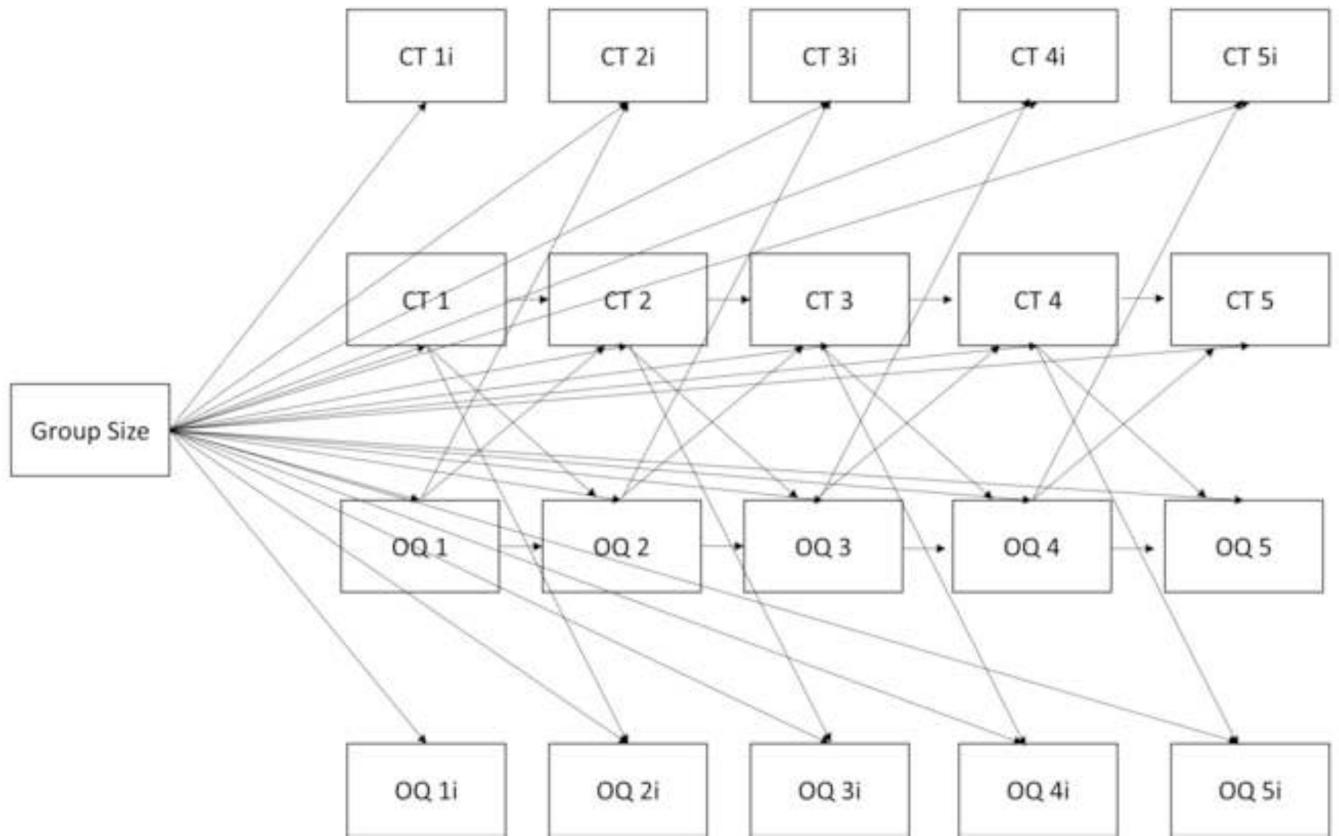 CT 1i
CT 2i
CT 3i
CT 4i
CT 5i
CT 1
CT 2
CT 3
CT 4
CT 5
Group Size
OQ 1
OQ 2
OQ 3
OQ 4
OQ 5
OQ 1i
OQ 2i
OQ 3i
OQ 4i
OQ 5i